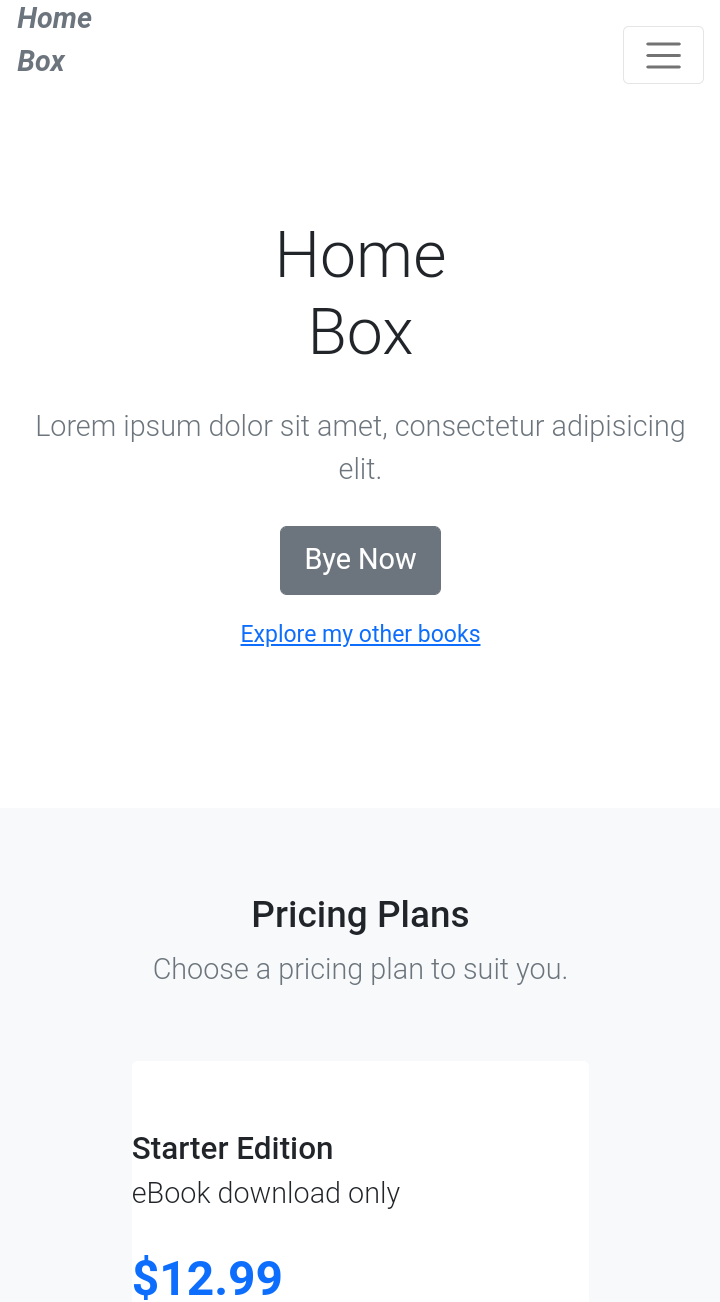 Home
Box
Home
Box
Lorem ipsum dolor sit amet, consectetur adipisicing
elit.
Bye Now
Explore my other books
Pricing Plans
Choose a pricing plan to suit you.
Starter Edition
eBook download only
$12.99